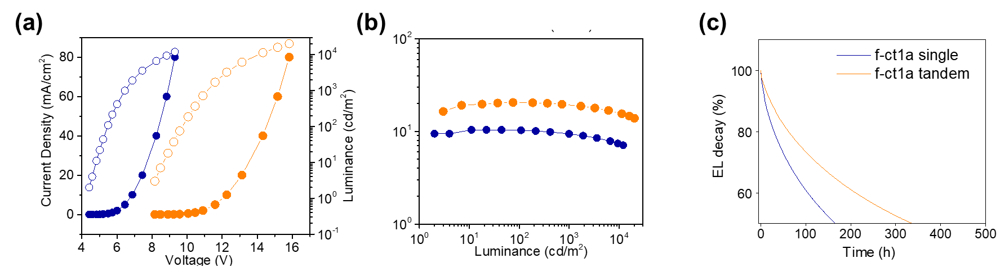 (a)
(b)
(c)
Current Density (mA/cm²)
80
60
40
20
0
10⁴
10³
10²
10¹
10⁰
10⁻¹
Luminance (cd/m²)
4 6 8 10 12 14 16
Voltage (V)
10²
10¹
10⁰
10⁰ 10¹ 10² 10³ 10⁴
Luminance (cd/m²)
f-ct1a single
f-ct1a tandem
EL decay (%)
100
80
60
0 100 200 300 400 500
Time (h)